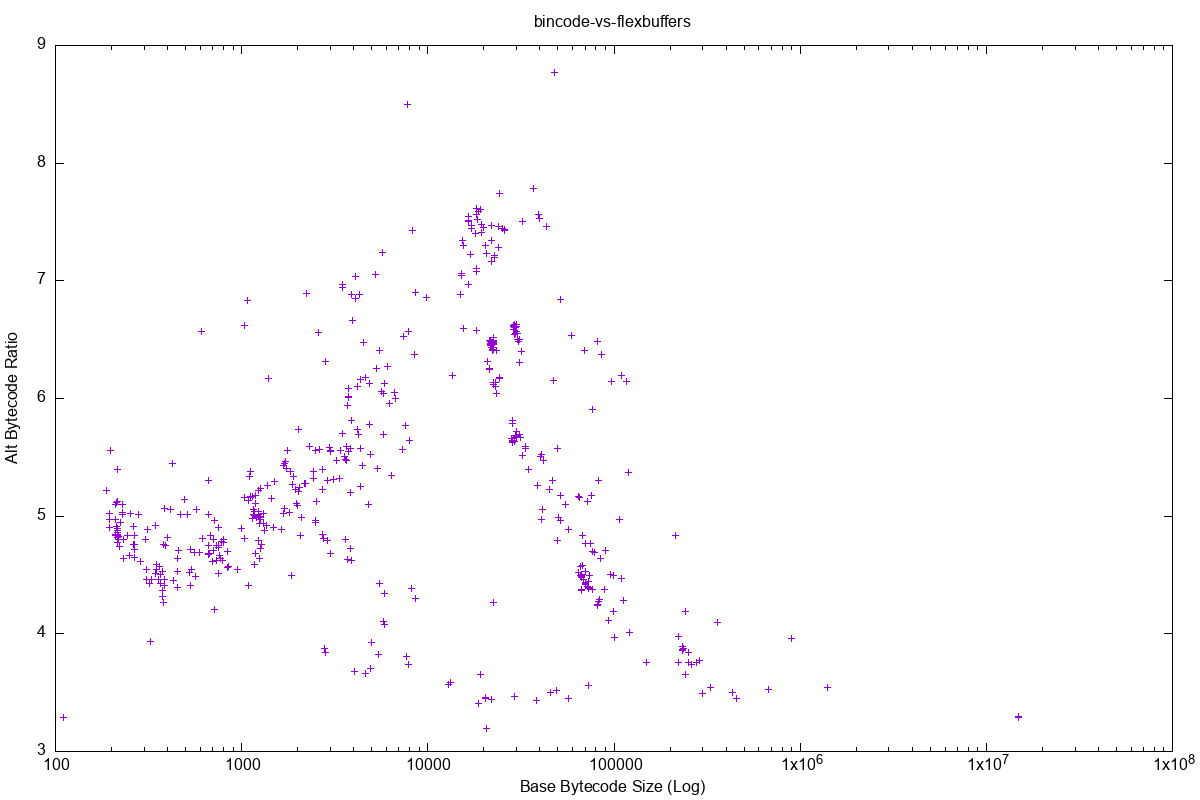 bincode-vs-flexbuffers
9
8
7
6
5
4
3
Alt Bytecode Ratio
100 1000 10000 100000 1x10^6 1x10^7 1x10^8
Base Bytecode Size (Log)